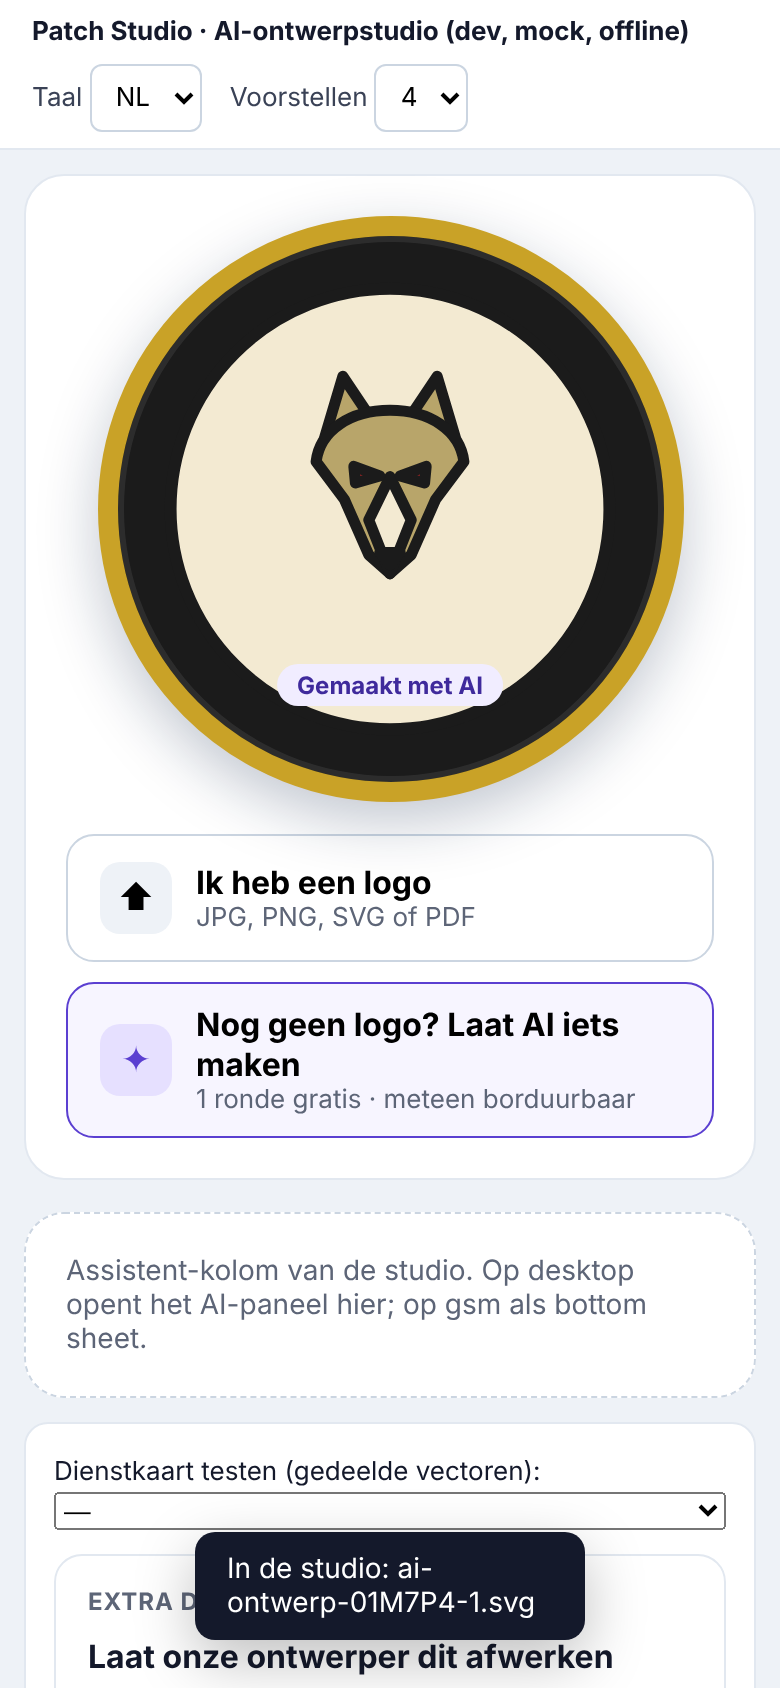 Patch Studio · AI-ontwerpstudio (dev, mock, offline)
Taal NL Voorstellen 4
Gemaakt met AI
Ik heb een logo
JPG, PNG, SVG of PDF
Nog geen logo? Laat AI iets
maken
1 ronde gratis · meteen borduurbaar
Assistent-kolom van de studio. Op desktop
opent het AI-paneel hier; op gsm als bottom
sheet.
Dienstkaart testen (gedeelde vectoren):
—
In de studio: ai-
ontwerp-01M7P4-1.svg
EXTRA
Laat onze ontwerper dit afwerken